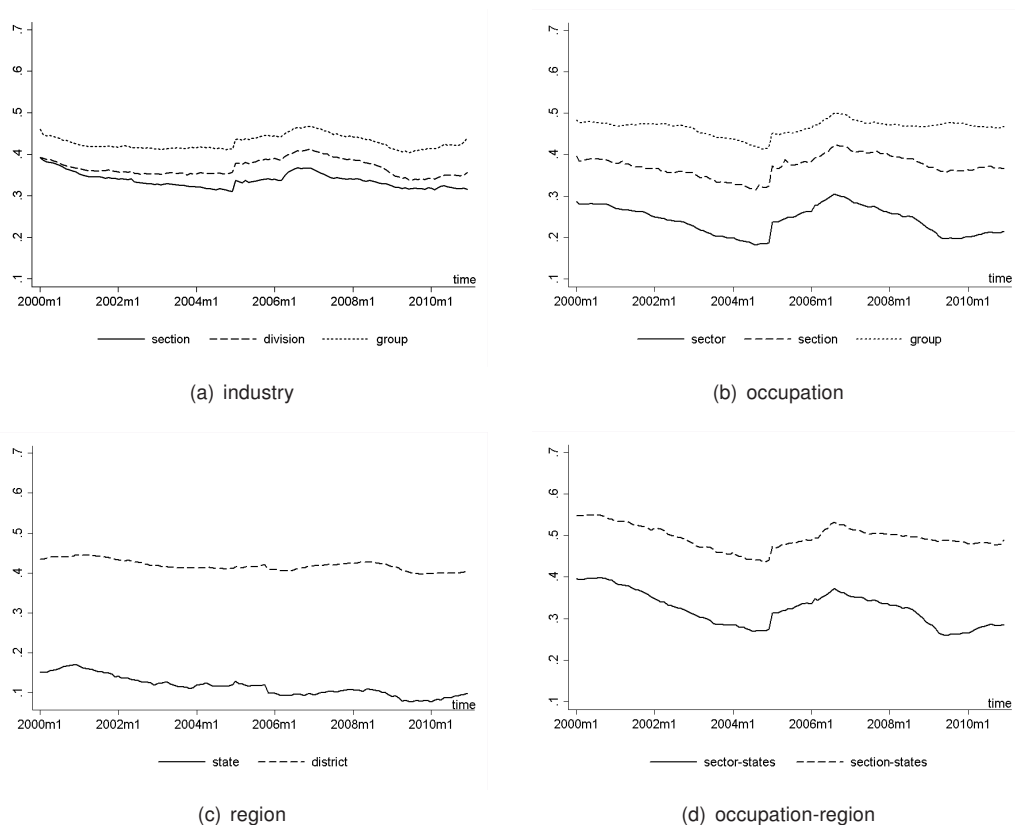 .7
.6
.5
.4
.3
.2
.1
time
2000m1 2002m1 2004m1 2006m1 2008m1 2010m1
section division group
(a) industry
.7
.6
.5
.4
.3
.2
.1
time
2000m1 2002m1 2004m1 2006m1 2008m1 2010m1
sector section group
(b) occupation
.7
.6
.5
.4
.3
.2
.1
time
2000m1 2002m1 2004m1 2006m1 2008m1 2010m1
state district
(c) region
.7
.6
.5
.4
.3
.2
.1
time
2000m1 2002m1 2004m1 2006m1 2008m1 2010m1
sector-states section-states
(d) occupation-region